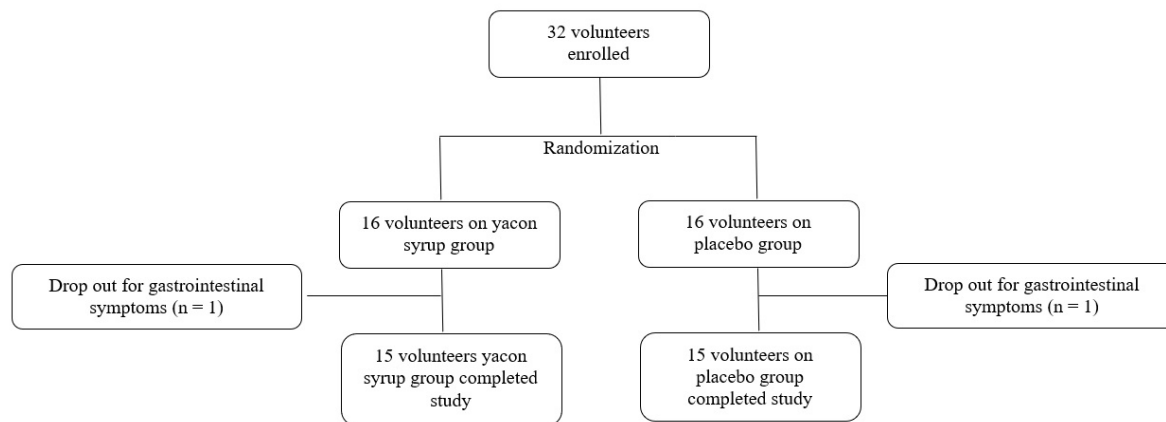 32 volunteers
enrolled
Randomization
16 volunteers on yacon
syrup group
16 volunteers on
placebo group
Drop out for gastrointestinal
symptoms (n = 1)
Drop out for gastrointestinal
symptoms (n = 1)
15 volunteers yacon
syrup group completed
study
15 volunteers on
placebo group
completed study